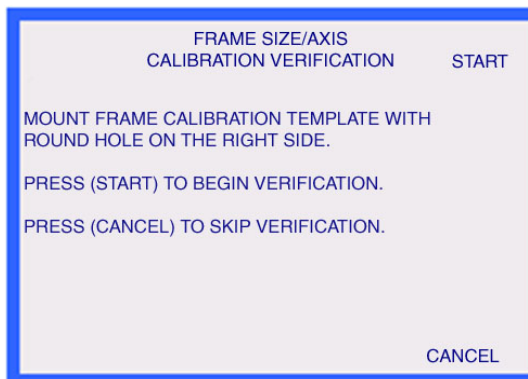 FRAME SIZE/AXIS
CALIBRATION VERIFICATION
START
MOUNT FRAME CALIBRATION TEMPLATE WITH
ROUND HOLE ON THE RIGHT SIDE.
PRESS (START) TO BEGIN VERIFICATION.
PRESS (CANCEL) TO SKIP VERIFICATION.
CANCEL